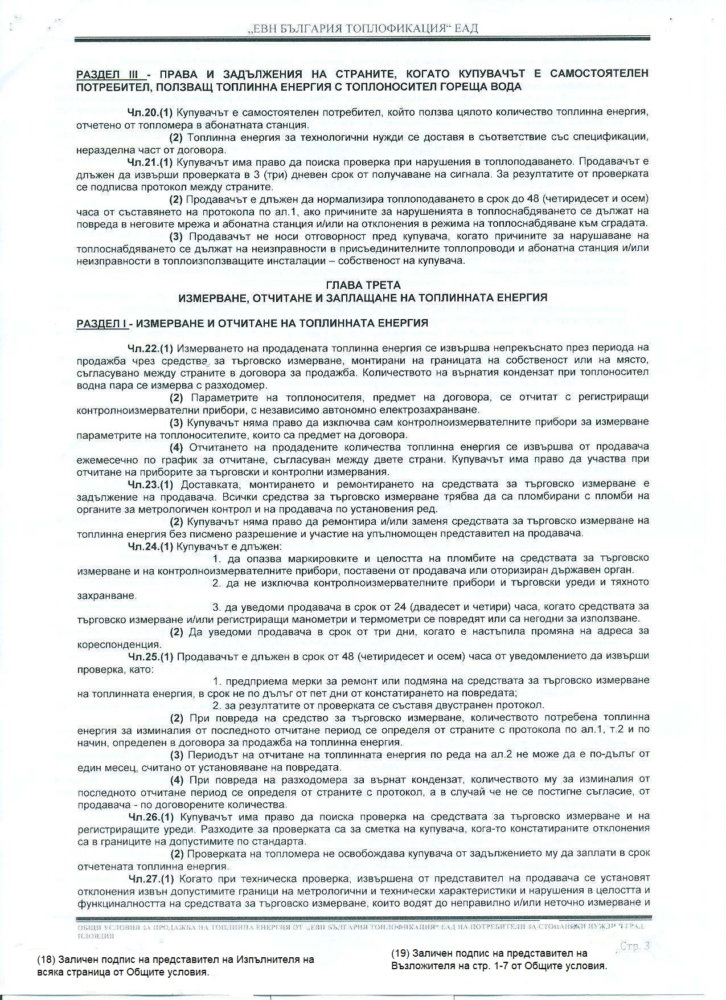 „ЕВН БЪЛГАРИЯ ТОПЛОФИКАЦИЯ“ ЕАД
РАЗДЕЛ III - ПРАВА И ЗАДЪЛЖЕНИЯ НА СТРАНИТЕ, КОГАТО КУПУВАЧЪТ Е САМОСТОЯТЕЛЕН
ПОТРЕБИТЕЛ, ПОЛЗВАЩ ТОПЛИННА ЕНЕРГИЯ С ТОПЛОНОСИТЕЛ ГОРЕЩА ВОДА
Чл.20.(1) Купувачът е самостоятелен потребител, който ползва цялото количество топлинна енергия,
отчетено от топломера в абонатната станция.
(2) Топлинна енергия за технологични нужди се доставя в съответствие със спецификации,
неразделна част от договора.
Чл.21.(1) Купувачът има право да поиска проверка при нарушения в топлоподаването. Продавачът е
длъжен да извърши проверката в 3 (три) дневен срок от получаване на сигнала. За резултатите от проверката
се подписва протокол между страните.
(2) Продавачът е длъжен да нормализира топлоподаването в срок до 48 (четиридесет и осем)
часа от съставянето на протокола по ал.1, ако причините за нарушенията в топлоснабдяването се дължат на
повреда в неговите мрежа и абонатна станция и/или на отклонения в режима на топлоснабдяване към сградата.
(3) Продавачът не носи отговорност пред купувача, когато причините за нарушаване на
топлоснабдяването се дължат на неизправности в присъединителните топлопроводи и абонатна станция и/или
неизправности в топлоизползващите инсталации – собственост на купувача.
ГЛАВА ТРЕТА
ИЗМЕРВАНЕ, ОТЧИТАНЕ И ЗАПЛАЩАНЕ НА ТОПЛИННАТА ЕНЕРГИЯ
РАЗДЕЛ I - ИЗМЕРВАНЕ И ОТЧИТАНЕ НА ТОПЛИННАТА ЕНЕРГИЯ
Чл.22.(1) Измерването на продадената топлинна енергия се извършва непрекъснато през периода на
продажба чрез средства за търговско измерване, монтирани на границата на собственост или на място,
съгласувано между страните в договора за продажба. Количеството на върнатия кондензат при топлоносител
водна пара се измерва с разходомер.
(2) Параметрите на топлоносителя, предмет на договора, се отчитат с регистриращи
контролноизмервателни прибори, с независимо автономно електрозахранване.
(3) Купувачът няма право да изключва сам контролноизмервателните прибори за измерване
параметрите на топлоносителите, които са предмет на договора.
(4) Отчитането на продадените количества топлинна енергия се извършва от продавача
ежемесечно по график за отчитане, съгласуван между двете страни. Купувачът има право да участва при
отчитане на приборите за търговски и контролни измервания.
Чл.23.(1) Доставката, монтирането и ремонтирането на средствата за търговско измерване е
задължение на продавача. Всички средства за търговско измерване трябва да са пломбирани с пломби на
органите за метрологичен контрол и на продавача по установения ред.
(2) Купувачът няма право да ремонтира и/или заменя средствата за търговско измерване на
топлинна енергия без писмено разрешение и участие на упълномощен представител на продавача.
Чл.24.(1) Купувачът е длъжен:
1. да опазва маркировките и целостта на пломбите на средствата за търговско
измерване и на контролноизмервателните прибори, поставени от продавача или оторизиран държавен орган.
2. да не изключва контролноизмервателните прибори и търговски уреди и тяхното
захранване.
3. да уведоми продавача в срок от 24 (двадесет и четири) часа, когато средствата за
търговско измерване и/или регистриращи манометри и термометри се повредят или са негодни за използване.
(2) Да уведоми продавача в срок от три дни, когато е настъпила промяна на адреса за
кореспонденция.
Чл.25.(1) Продавачът е длъжен в срок от 48 (четиридесет и осем) часа от уведомлението да извърши
проверка, като:
1. предприема мерки за ремонт или подмяна на средствата за търговско измерване
на топлинната енергия, в срок не по дълъг от пет дни от констатирането на повредата;
2. за резултатите от проверката се съставя двустранен протокол.
(2) При повреда на средство за търговско измерване, количеството потребена топлинна
енергия за изминалия от последното отчитане период се определя от страните с протокола по ал.1, т.2 и по
начин, определен в договора за продажба на топлинна енергия.
(3) Периодът на отчитане на топлинната енергия по реда на ал.2 не може да е по-дълъг от
един месец, считано от установяване на повредата.
(4) При повреда на разходомера за върнат кондензат, количеството му за изминалия от
последното отчитане период се определя от страните с протокол, а в случай че не се постигне съгласие, от
продавача - по договорените количества.
Чл.26.(1) Купувачът има право да поиска проверка на средствата за търговско измерване и на
регистриращите уреди. Разходите за проверката са за сметка на купувача, кога-то констатираните отклонения
са в границите на допустимите по стандарта.
(2) Проверката на топломера не освобождава купувача от задължението му да заплати в срок
отчетената топлинна енергия.
Чл.27.(1) Когато при техническа проверка, извършена от представител на продавача се установят
отклонения извън допустимите граници на метрологични и технически характеристики и нарушения в целостта и
функциналността на средствата за търговско измерване, които водят до неправилно и/или неточно измерване и
ОБЩИ УСЛОВИЯ ЗА ПРОДАЖБА НА ТОПЛИННА ЕНЕРГИЯ ОТ „ЕВН БЪЛГАРИЯ ТОПЛОФИКАЦИЯ“ ЕАД НА ПОТРЕБИТЕЛИ ЗА СТОПАНСКИ НУЖДИ В ГРАД
ПЛОВДИВ
Стр. 3
(18) Заличен подпис на представител на Изпълнителя на
всяка страница от Общите условия.
(19) Заличен подпис на представител на
Възложителя на стр. 1-7 от Общите условия.